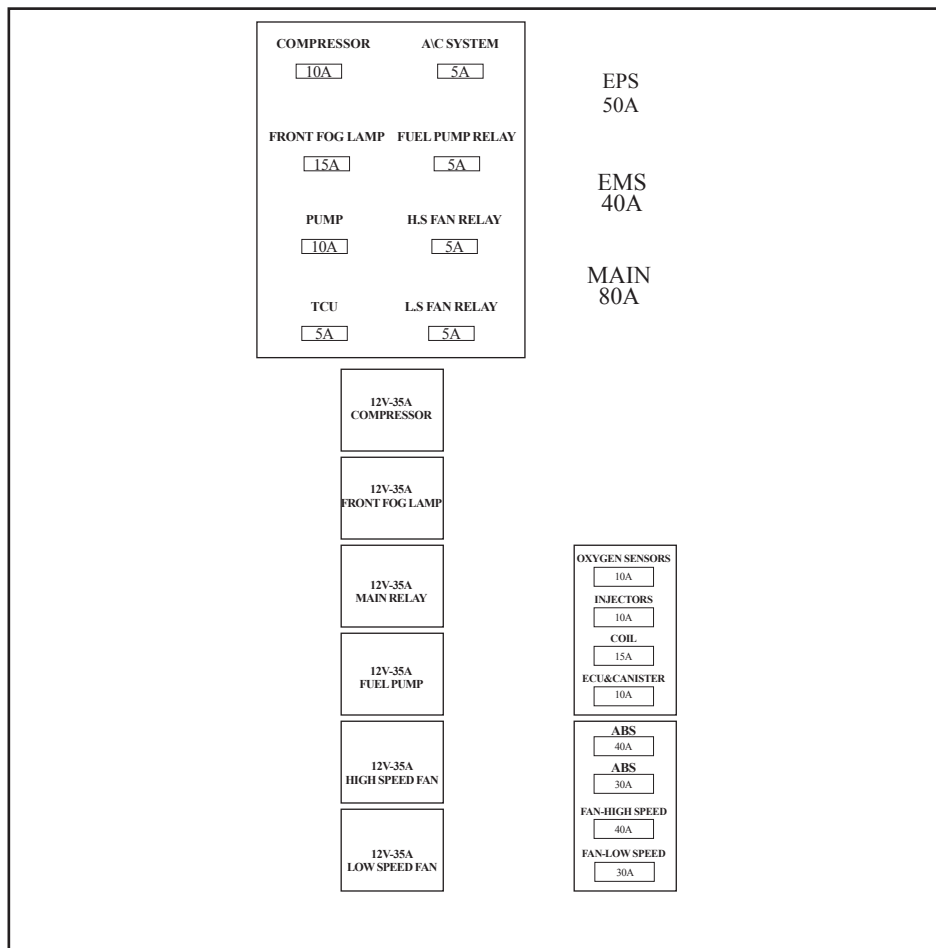 COMPRESSOR A\C SYSTEM
10A 5A
FRONT FOG LAMP FUEL PUMP RELAY
15A 5A
PUMP H.S FAN RELAY
10A 5A
TCU L.S FAN RELAY
5A 5A
EPS
50A
EMS
40A
MAIN
80A
12V-35A
COMPRESSOR
12V-35A
FRONT FOG LAMP
12V-35A
MAIN RELAY
12V-35A
FUEL PUMP
12V-35A
HIGH SPEED FAN
12V-35A
LOW SPEED FAN
OXYGEN SENSORS
10A
INJECTORS
10A
COIL
15A
ECU&CANISTER
10A
ABS
40A
ABS
30A
FAN-HIGH SPEED
40A
FAN-LOW SPEED
30A